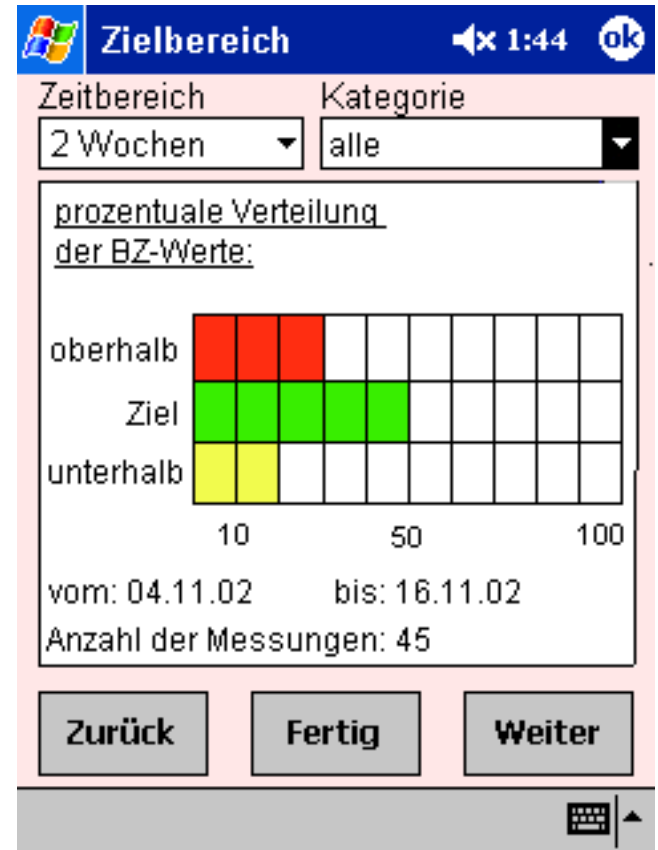 Zielbereich 1:44 ok
Zeitbereich Kategorie
2 Wochen alle
prozentuale Verteilung
der BZ-Werte:
oberhalb
Ziel
unterhalb
10 50 100
vom: 04.11.02 bis: 16.11.02
Anzahl der Messungen: 45
Zurück Fertig Weiter